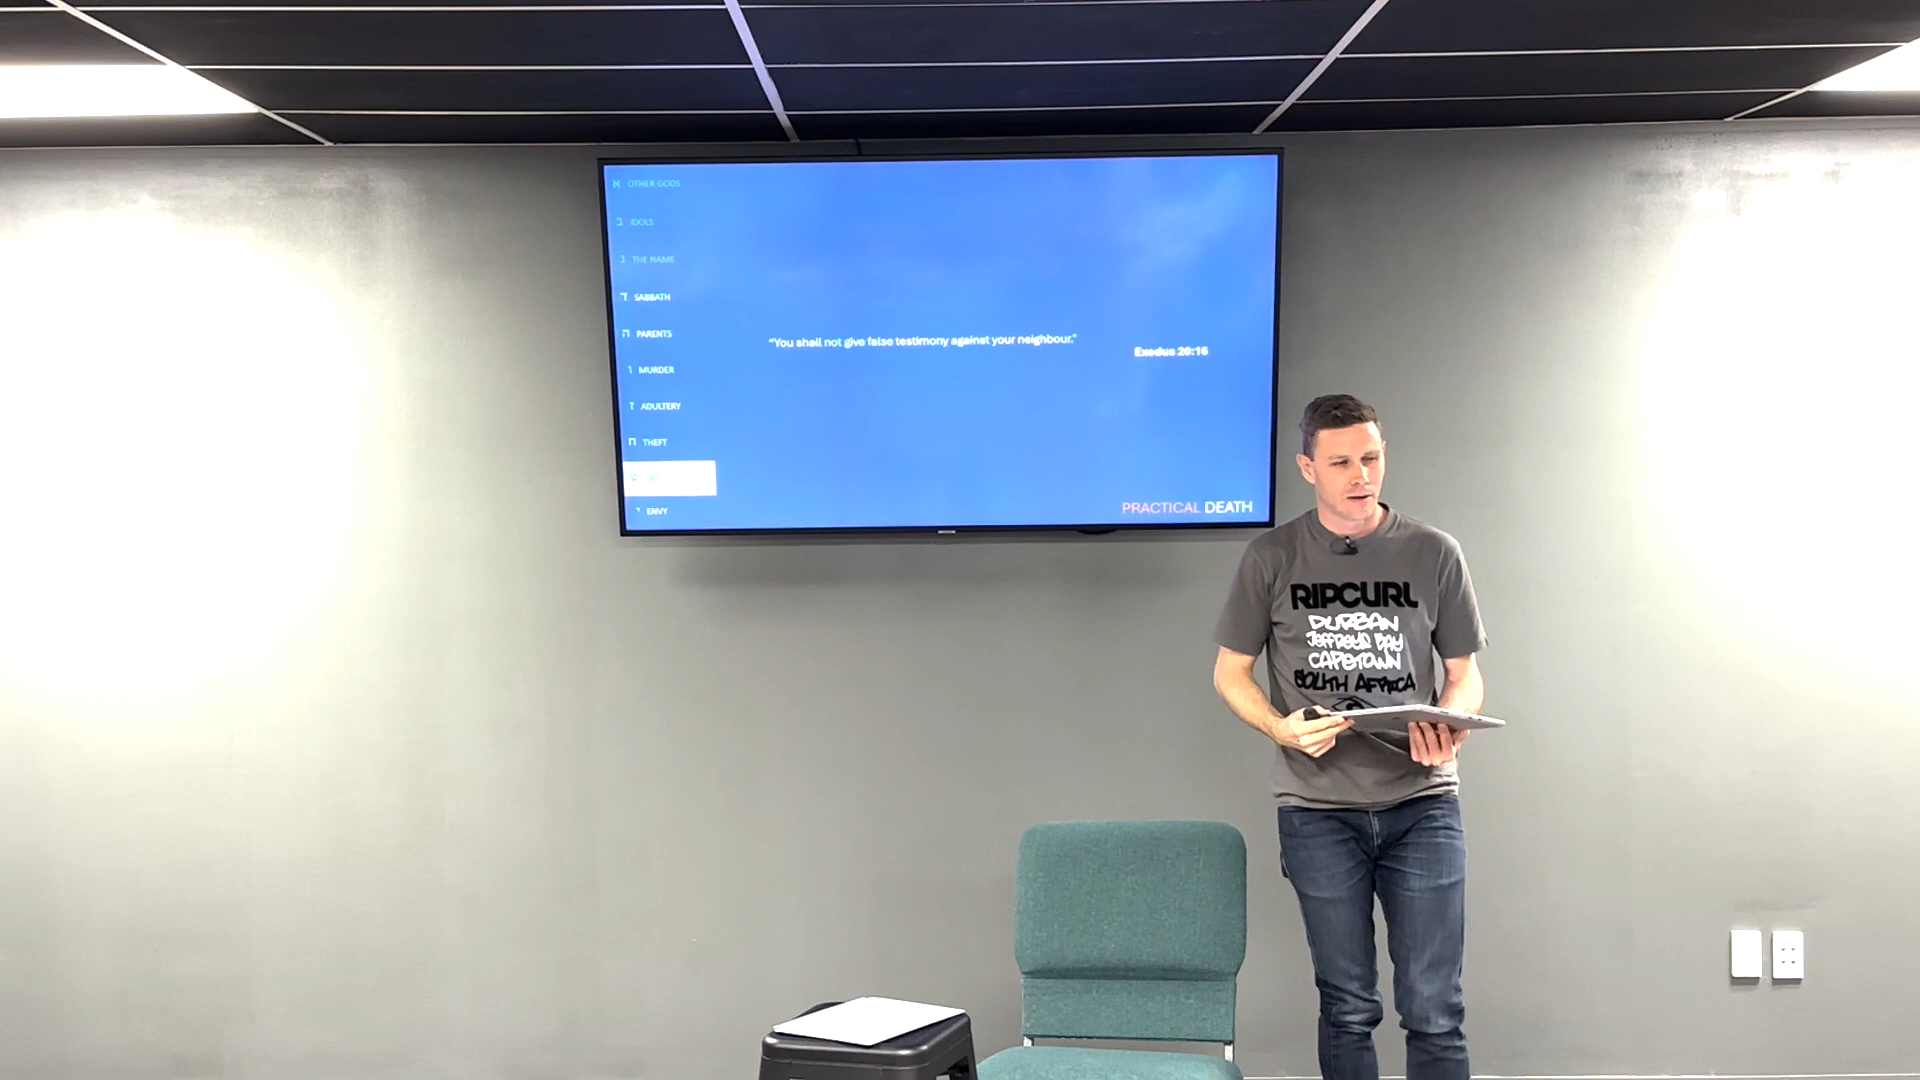 א OTHER GODS
ב IDOLS
ג THE NAME
ד SABBATH
ה PARENTS
ו MURDER
ז ADULTERY
ח THEFT
ט
י ENVY
"You shall not give false testimony against your neighbour."
Exodus 20:16
PRACTICAL DEATH
RIPCURL
DURBAN
JEFFREYS BAY
CAPETOWN
SOUTH AFRICA